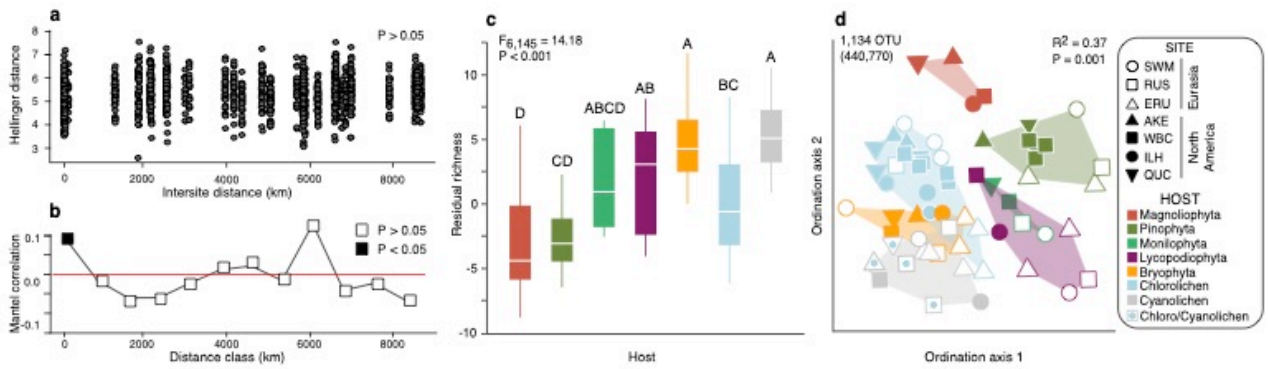 a
8
7
6
5
4
3
Hellinger distance
P > 0.05
0 2000 4000 6000 8000
Intersite distance (km)
b
0.1
0.0
-0.1
Mantel correlation
P > 0.05
P < 0.05
0 2000 4000 6000 8000
Distance class (km)
c
F6,145 = 14.18
P < 0.001
10
5
0
-5
-10
Residual richness
D
CD
ABCD
AB
A
BC
A
Host
d
1,134 OTU
(440,770)
R2 = 0.37
P = 0.001
Ordination axis 2
Ordination axis 1
SITE
SWM
RUS
ERU
AKE
WBC
ILH
QUC
Eurasia
North
America
HOST
Magnoliophyta
Pinophyta
Monilophyta
Lycopodiophyta
Bryophyta
Chlorolichen
Cyanolichen
Chloro/Cyanolichen